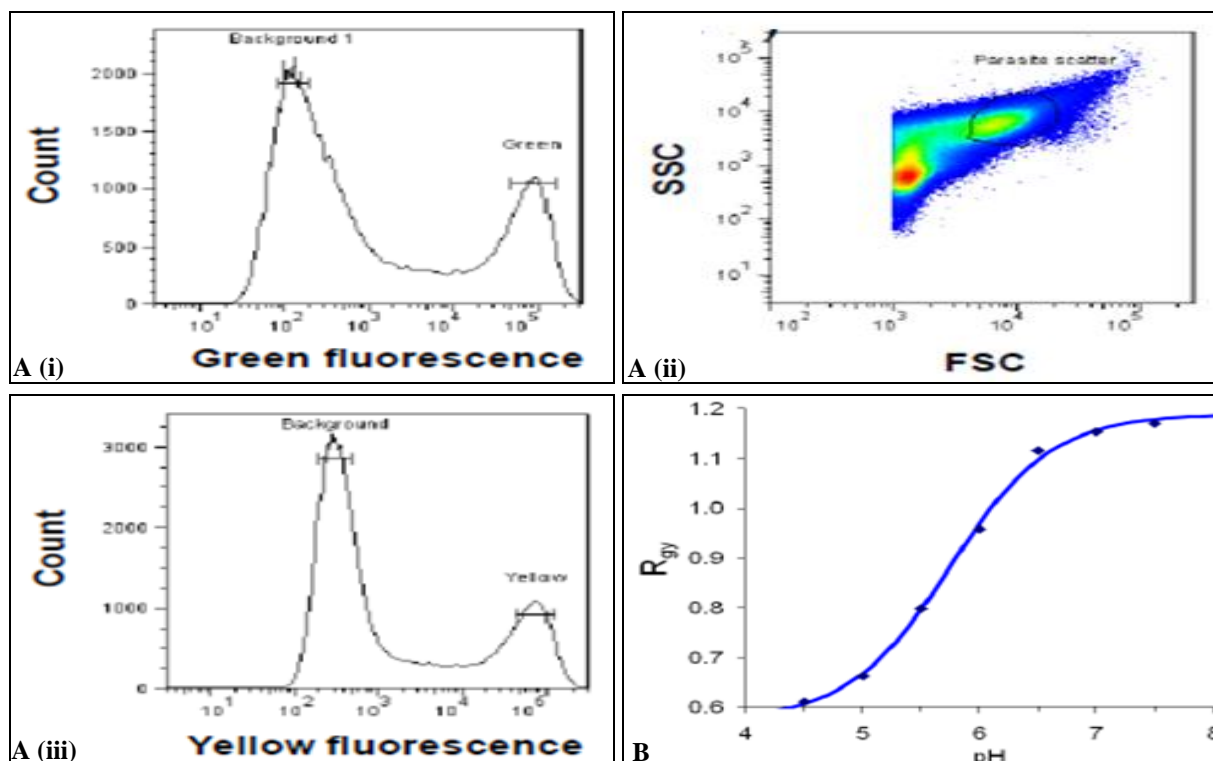 Background 1
2000
1500
1000
500
0
Count
Green
10¹ 10² 10³ 10⁴ 10⁵
Green fluorescence
A (i)
10⁵
10⁴
10³
10²
10¹
SSC
Parasite scatter
10² 10³ 10⁴ 10⁵
FSC
A (ii)
Background
3000
2000
1000
0
Count
Yellow
10¹ 10² 10³ 10⁴ 10⁵
Yellow fluorescence
A (iii)
1.2
1.1
1.0
0.9
0.8
0.7
0.6
Rgy
4 5 6 7 8
pH
B